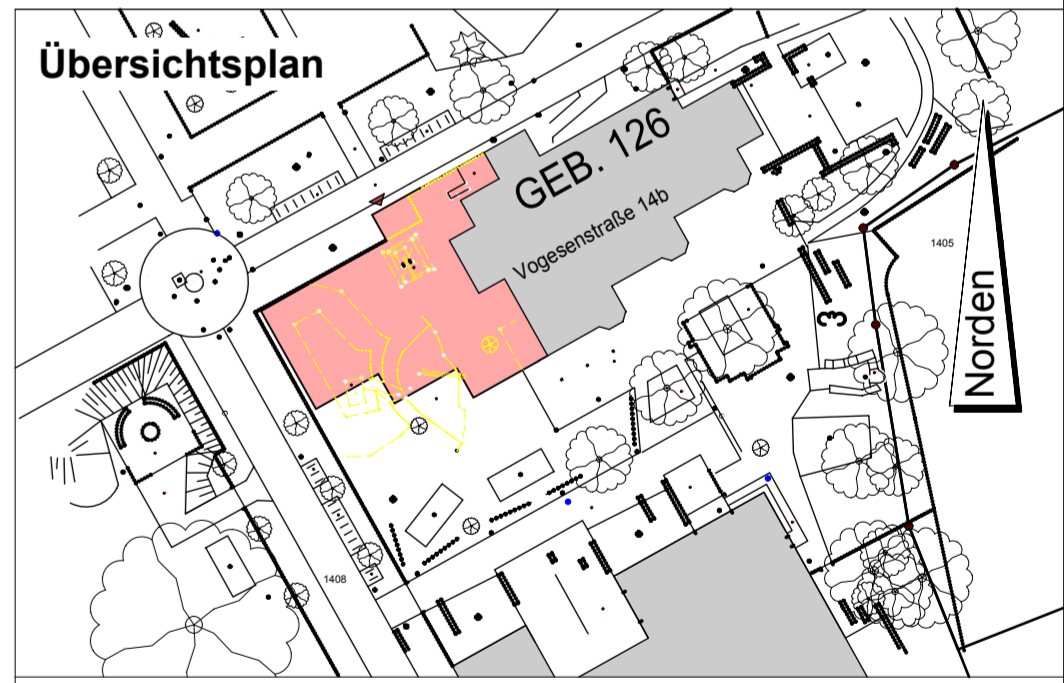 Übersichtsplan
GEB. 126
Vogesenstraße 14b
1405
3
Norden
1408